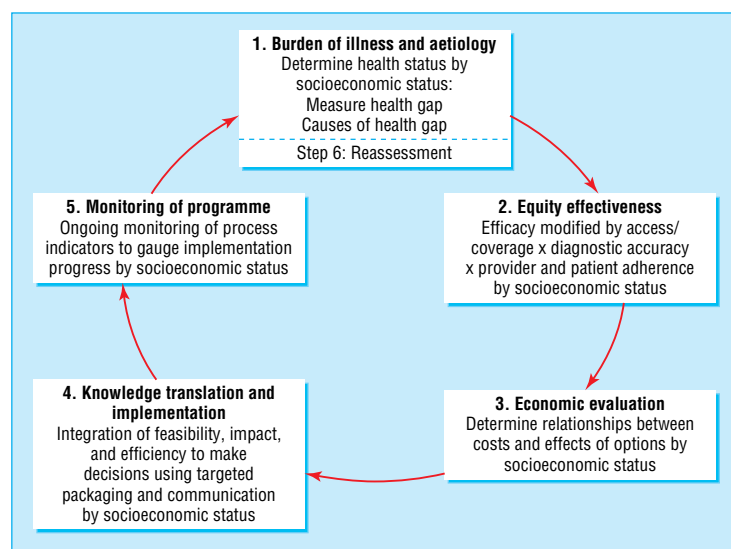 1. Burden of illness and aetiology
Determine health status by
socioeconomic status:
Measure health gap
Causes of health gap
Step 6: Reassessment
2. Equity effectiveness
Efficacy modified by access/
coverage x diagnostic accuracy
x provider and patient adherence
by socioeconomic status
3. Economic evaluation
Determine relationships between
costs and effects of options by
socioeconomic status
4. Knowledge translation and
implementation
Integration of feasibility, impact,
and efficiency to make
decisions using targeted
packaging and communication
by socioeconomic status
5. Monitoring of programme
Ongoing monitoring of process
indicators to gauge implementation
progress by socioeconomic status